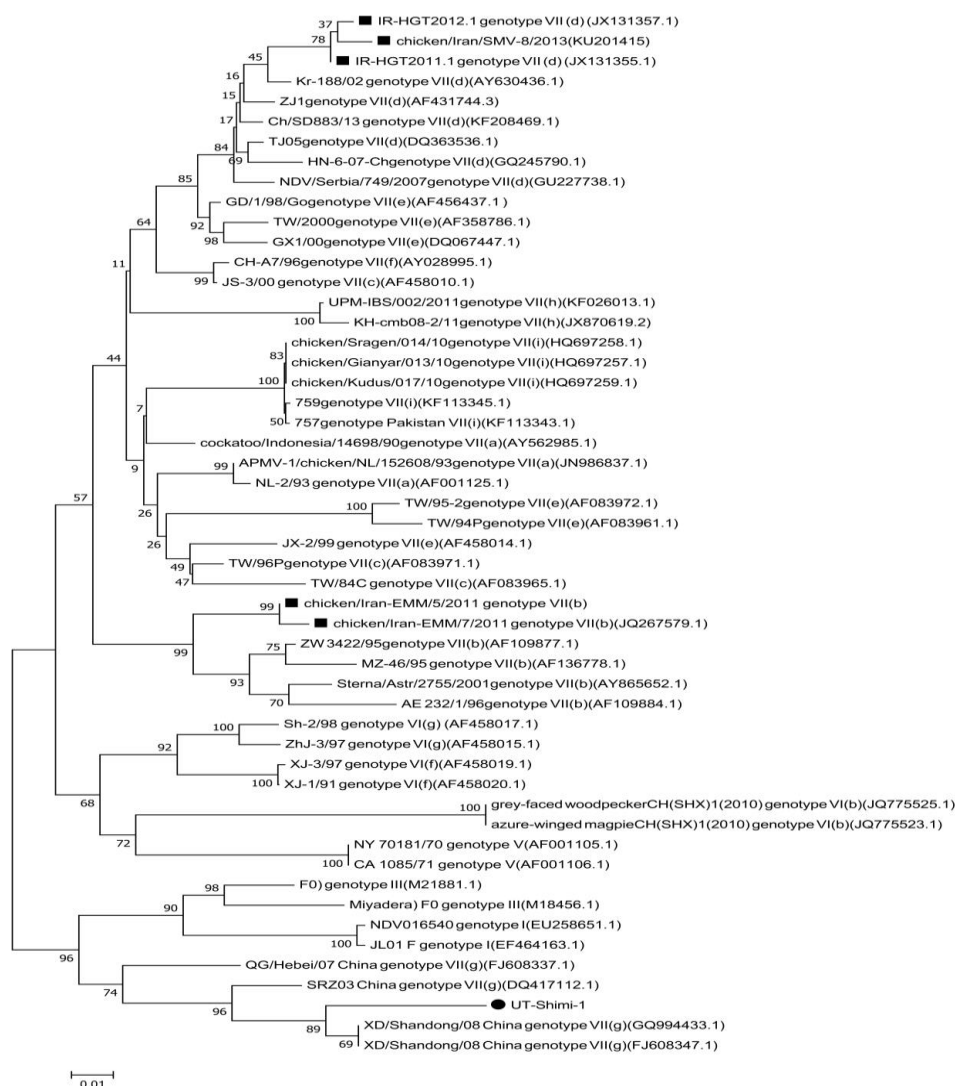 37
IR-HGT2012.1 genotype VII (d) (JX131357.1)
78
chicken/Iran/SMV-8/2013(KU201415)
45
IR-HGT2011.1 genotype VII (d) (JX131355.1)
16
Kr-188/02 genotype VII(d)(AY630436.1)
15
ZJ1genotype VII(d)(AF431744.3)
17
Ch/SD883/13 genotype VII(d)(KF208469.1)
84
TJ05genotype VII(d)(DQ363536.1)
69
HN-6-07-Chgenotype VII(d)(GQ245790.1)
85
NDV/Serbia/749/2007genotype VII(d)(GU227738.1)
GD/1/98/Gogenotype VII(e)(AF456437.1)
64
92
TW/2000genotype VII(e)(AF358786.1)
98
GX1/00genotype VII(e)(DQ067447.1)
11
CH-A7/96genotype VII(f)(AY028995.1)
99
JS-3/00 genotype VII(c)(AF458010.1)
UPM-IBS/002/2011genotype VII(h)(KF026013.1)
100
KH-cmb08-2/11genotype VII(h)(JX870619.2)
44
chicken/Sragen/014/10genotype VII(i)(HQ697258.1)
83
chicken/Gianyar/013/10genotype VII(i)(HQ697257.1)
100
chicken/Kudus/017/10genotype VII(i)(HQ697259.1)
7
759genotype VII(i)(KF113345.1)
50
757genotype Pakistan VII(i)(KF113343.1)
cockatoo/Indonesia/14698/90genotype VII(a)(AY562985.1)
9
99
APMV-1/chicken/NL/152608/93genotype VII(a)(JN986837.1)
NL-2/93 genotype VII(a)(AF001125.1)
57
26
TW/95-2genotype VII(e)(AF083972.1)
100
TW/94Pgenotype VII(e)(AF083961.1)
26
JX-2/99 genotype VII(e)(AF458014.1)
49
TW/96Pgenotype VII(c)(AF083971.1)
47
TW/84C genotype VII(c)(AF083965.1)
99
chicken/Iran-EMM/5/2011 genotype VII(b)
chicken/Iran-EMM/7/2011 genotype VII(b)(JQ267579.1)
99
75
ZW 3422/95genotype VII(b)(AF109877.1)
MZ-46/95 genotype VII(b)(AF136778.1)
93
Sterna/Astr/2755/2001genotype VII(b)(AY865652.1)
70
AE 232/1/96genotype VII(b)(AF109884.1)
100
Sh-2/98 genotype VI(g) (AF458017.1)
92
ZhJ-3/97 genotype VI(g)(AF458015.1)
XJ-3/97 genotype VI(f)(AF458019.1)
100
XJ-1/91 genotype VI(f)(AF458020.1)
68
100
grey-faced woodpeckerCH(SHX)1(2010) genotype VI(b)(JQ775525.1)
azure-winged magpieCH(SHX)1(2010) genotype VI(b)(JQ775523.1)
72
NY 70181/70 genotype V(AF001105.1)
100
CA 1085/71 genotype V(AF001106.1)
98
F0) genotype III(M21881.1)
90
Miyadera) F0 genotype III(M18456.1)
NDV016540 genotype I(EU258651.1)
100
JL01 F genotype I(EF464163.1)
96
QG/Hebei/07 China genotype VII(g)(FJ608337.1)
74
SRZ03 China genotype VII(g)(DQ417112.1)
96
UT-Shimi-1
89
XD/Shandong/08 China genotype VII(g)(GQ994433.1)
69
XD/Shandong/08 China genotype VII(g)(FJ608347.1)
0.01